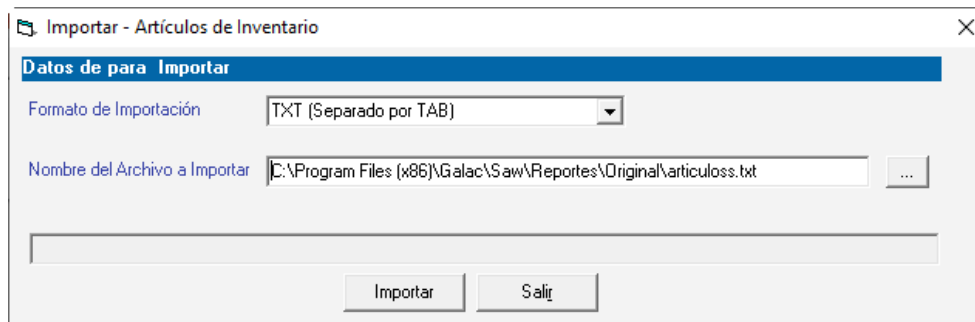 Importar - Artículos de Inventario
Datos de para Importar
Formato de Importación TXT (Separado por TAB)
Nombre del Archivo a Importar C:\Program Files (x86)\Galac\Saw\Reportes\Original\articuloss.txt ...
Importar Salir